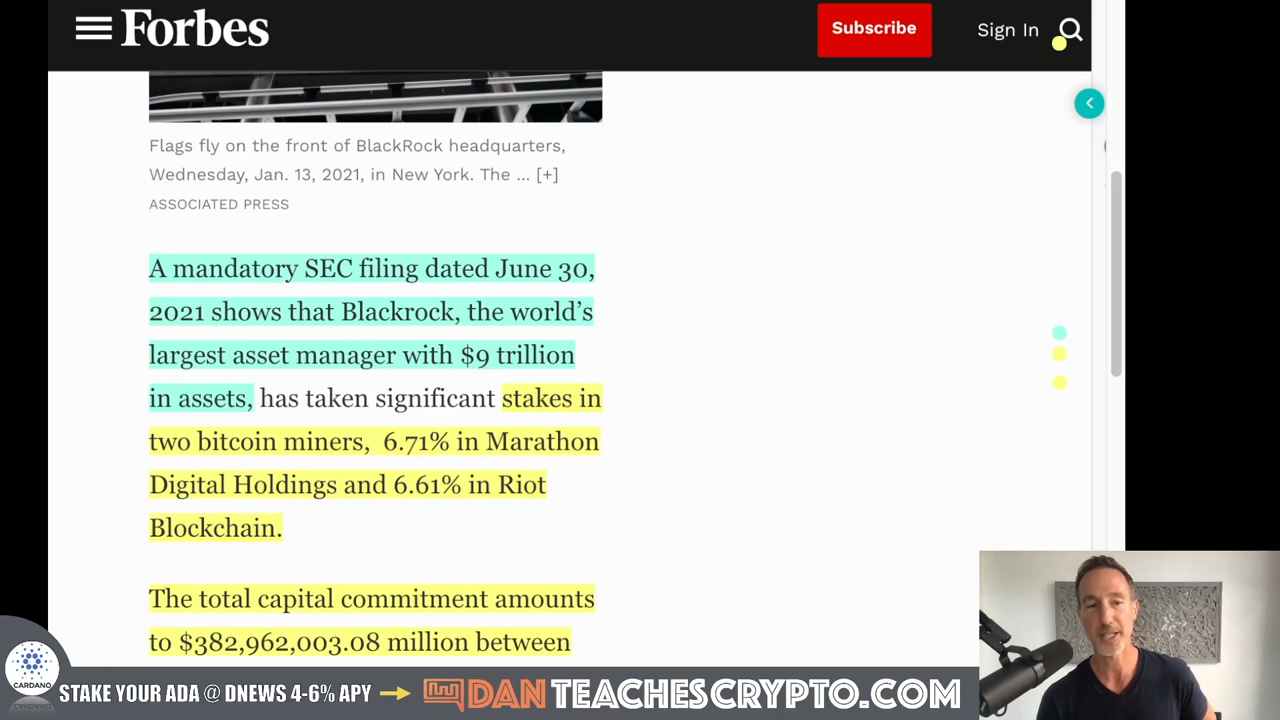 Forbes
Subscribe
Sign In
Flags fly on the front of BlackRock headquarters,
Wednesday, Jan. 13, 2021, in New York. The ... [+]
ASSOCIATED PRESS
A mandatory SEC filing dated June 30,
2021 shows that Blackrock, the world’s
largest asset manager with $9 trillion
in assets, has taken significant stakes in
two bitcoin miners,  6.71% in Marathon
Digital Holdings and 6.61% in Riot
Blockchain.
The total capital commitment amounts
to $382,962,003.08 million between
CARDANO
STAKE YOUR ADA @ DNEWS 4-6% APY
DANTEACHESCRYPTO.COM